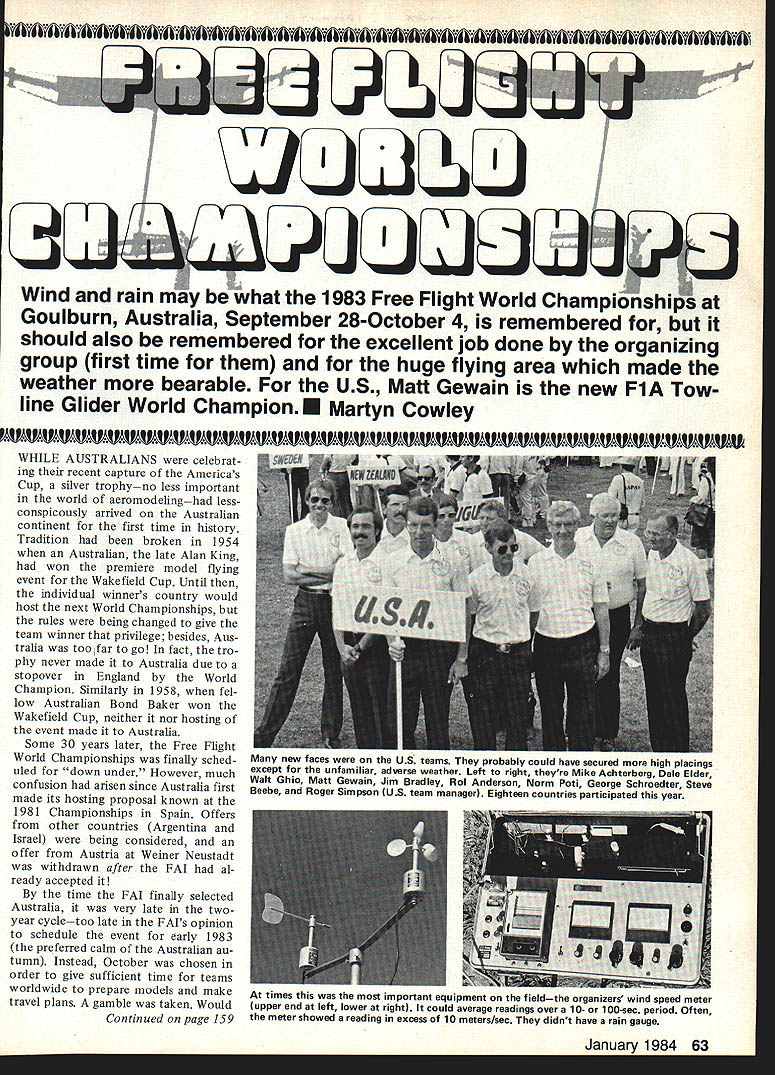 FREE FLIGHT
WORLD
CHAMPIONSHIPS
Wind and rain may be what the 1983 Free Flight World Championships at
Goulburn, Australia, September 28-October 4, is remembered for, but it
should also be remembered for the excellent job done by the organizing
group (first time for them) and for the huge flying area which made the
weather more bearable. For the U.S., Matt Gewain is the new F1A Tow-
line Glider World Champion. ■ Martyn Cowley
WHILE AUSTRALIANS were celebrat-
ing their recent capture of the America's
Cup, a silver trophy—no less important
in the world of aeromodeling—had less-
conspicously arrived on the Australian
continent for the first time in history.
Tradition had been broken in 1954
when an Australian, the late Alan King,
had won the premiere model flying
event for the Wakefield Cup. Until then,
the individual winner's country would
host the next World Championships, but
the rules were being changed to give the
team winner that privilege; besides, Aus-
tralia was too far to go! In fact, the tro-
phy never made it to Australia due to a
stopover in England by the World
Champion. Similarly in 1958, when fel-
low Australian Bond Baker won the
Wakefield Cup, neither it nor hosting of
the event made it to Australia.
Some 30 years later, the Free Flight
World Championships was finally sched-
uled for "down under." However, much
confusion had arisen since Australia first
made its hosting proposal known at the
1981 Championships in Spain. Offers
from other countries (Argentina and
Israel) were being considered, and an
offer from Austria at Weiner Neustadt
was withdrawn after the FAI had al-
ready accepted it!
By the time the FAI finally selected
Australia, it was very late in the two-
year cycle—too late in the FAI's opinion
to schedule the event for early 1983
(the preferred calm of the Australian au-
tumn). Instead, October was chosen in
order to give sufficient time for teams
worldwide to prepare models and make
travel plans. A gamble was taken. Would
Continued on page 159
SWEDEN
NEW ZEALAND
JAPAN
U.S.A.
Many new faces were on the U.S. teams. They probably could have secured more high placings
except for the unfamiliar, adverse weather. Left to right, they're Mike Achterberg, Dale Elder,
Walt Ghio, Matt Gewain, Jim Bradley, Rol Anderson, Norm Poti, George Schroedter, Steve
Beebe, and Roger Simpson (U.S. team manager). Eighteen countries participated this year.
At times this was the most important equipment on the field—the organizers' wind speed meter
(upper end at left, lower at right). It could average readings over a 10- or 100-sec. period. Often,
the meter showed a reading in excess of 10 meters/sec. They didn't have a rain gauge.
January 1984 63